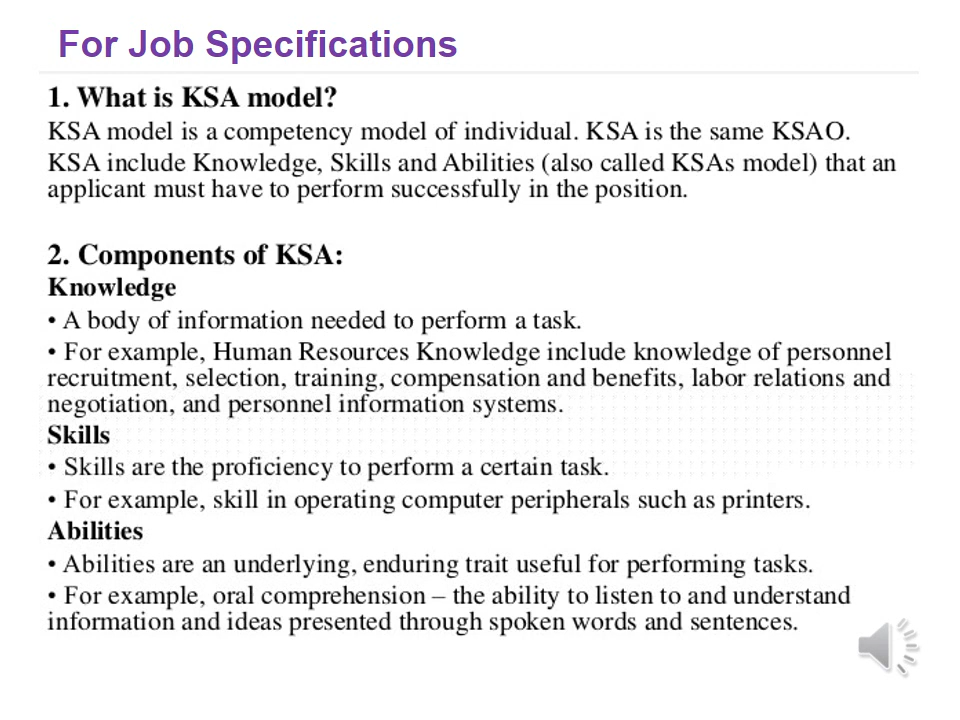 For Job Specifications
1. What is KSA model?
KSA model is a competency model of individual. KSA is the same KSAO.
KSA include Knowledge, Skills and Abilities (also called KSAs model) that an
applicant must have to perform successfully in the position.
2. Components of KSA:
Knowledge
• A body of information needed to perform a task.
• For example, Human Resources Knowledge include knowledge of personnel
recruitment, selection, training, compensation and benefits, labor relations and
negotiation, and personnel information systems.
Skills
• Skills are the proficiency to perform a certain task.
• For example, skill in operating computer peripherals such as printers.
Abilities
• Abilities are an underlying, enduring trait useful for performing tasks.
• For example, oral comprehension – the ability to listen to and understand
information and ideas presented through spoken words and sentences.